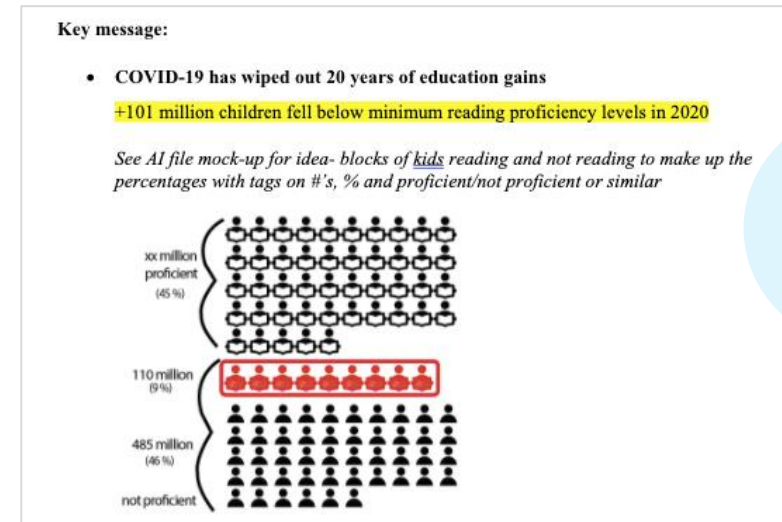 Key message:
• COVID-19 has wiped out 20 years of education gains
+101 million children fell below minimum reading proficiency levels in 2020
See AI file mock-up for idea- blocks of kids reading and not reading to make up the
percentages with tags on #'s, % and proficient/not proficient or similar
xx million
proficient
(45 %)
110 million
(9%)
485 million
(46 %)
not proficient